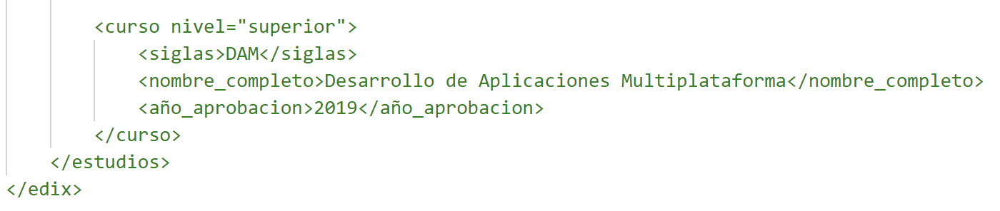 <curso nivel="superior">
<siglas>DAM</siglas>
<nombre_completo>Desarrollo de Aplicaciones Multiplataforma</nombre_completo>
<año_aprobacion>2019</año_aprobacion>
</curso>
</estudios>
</edix>